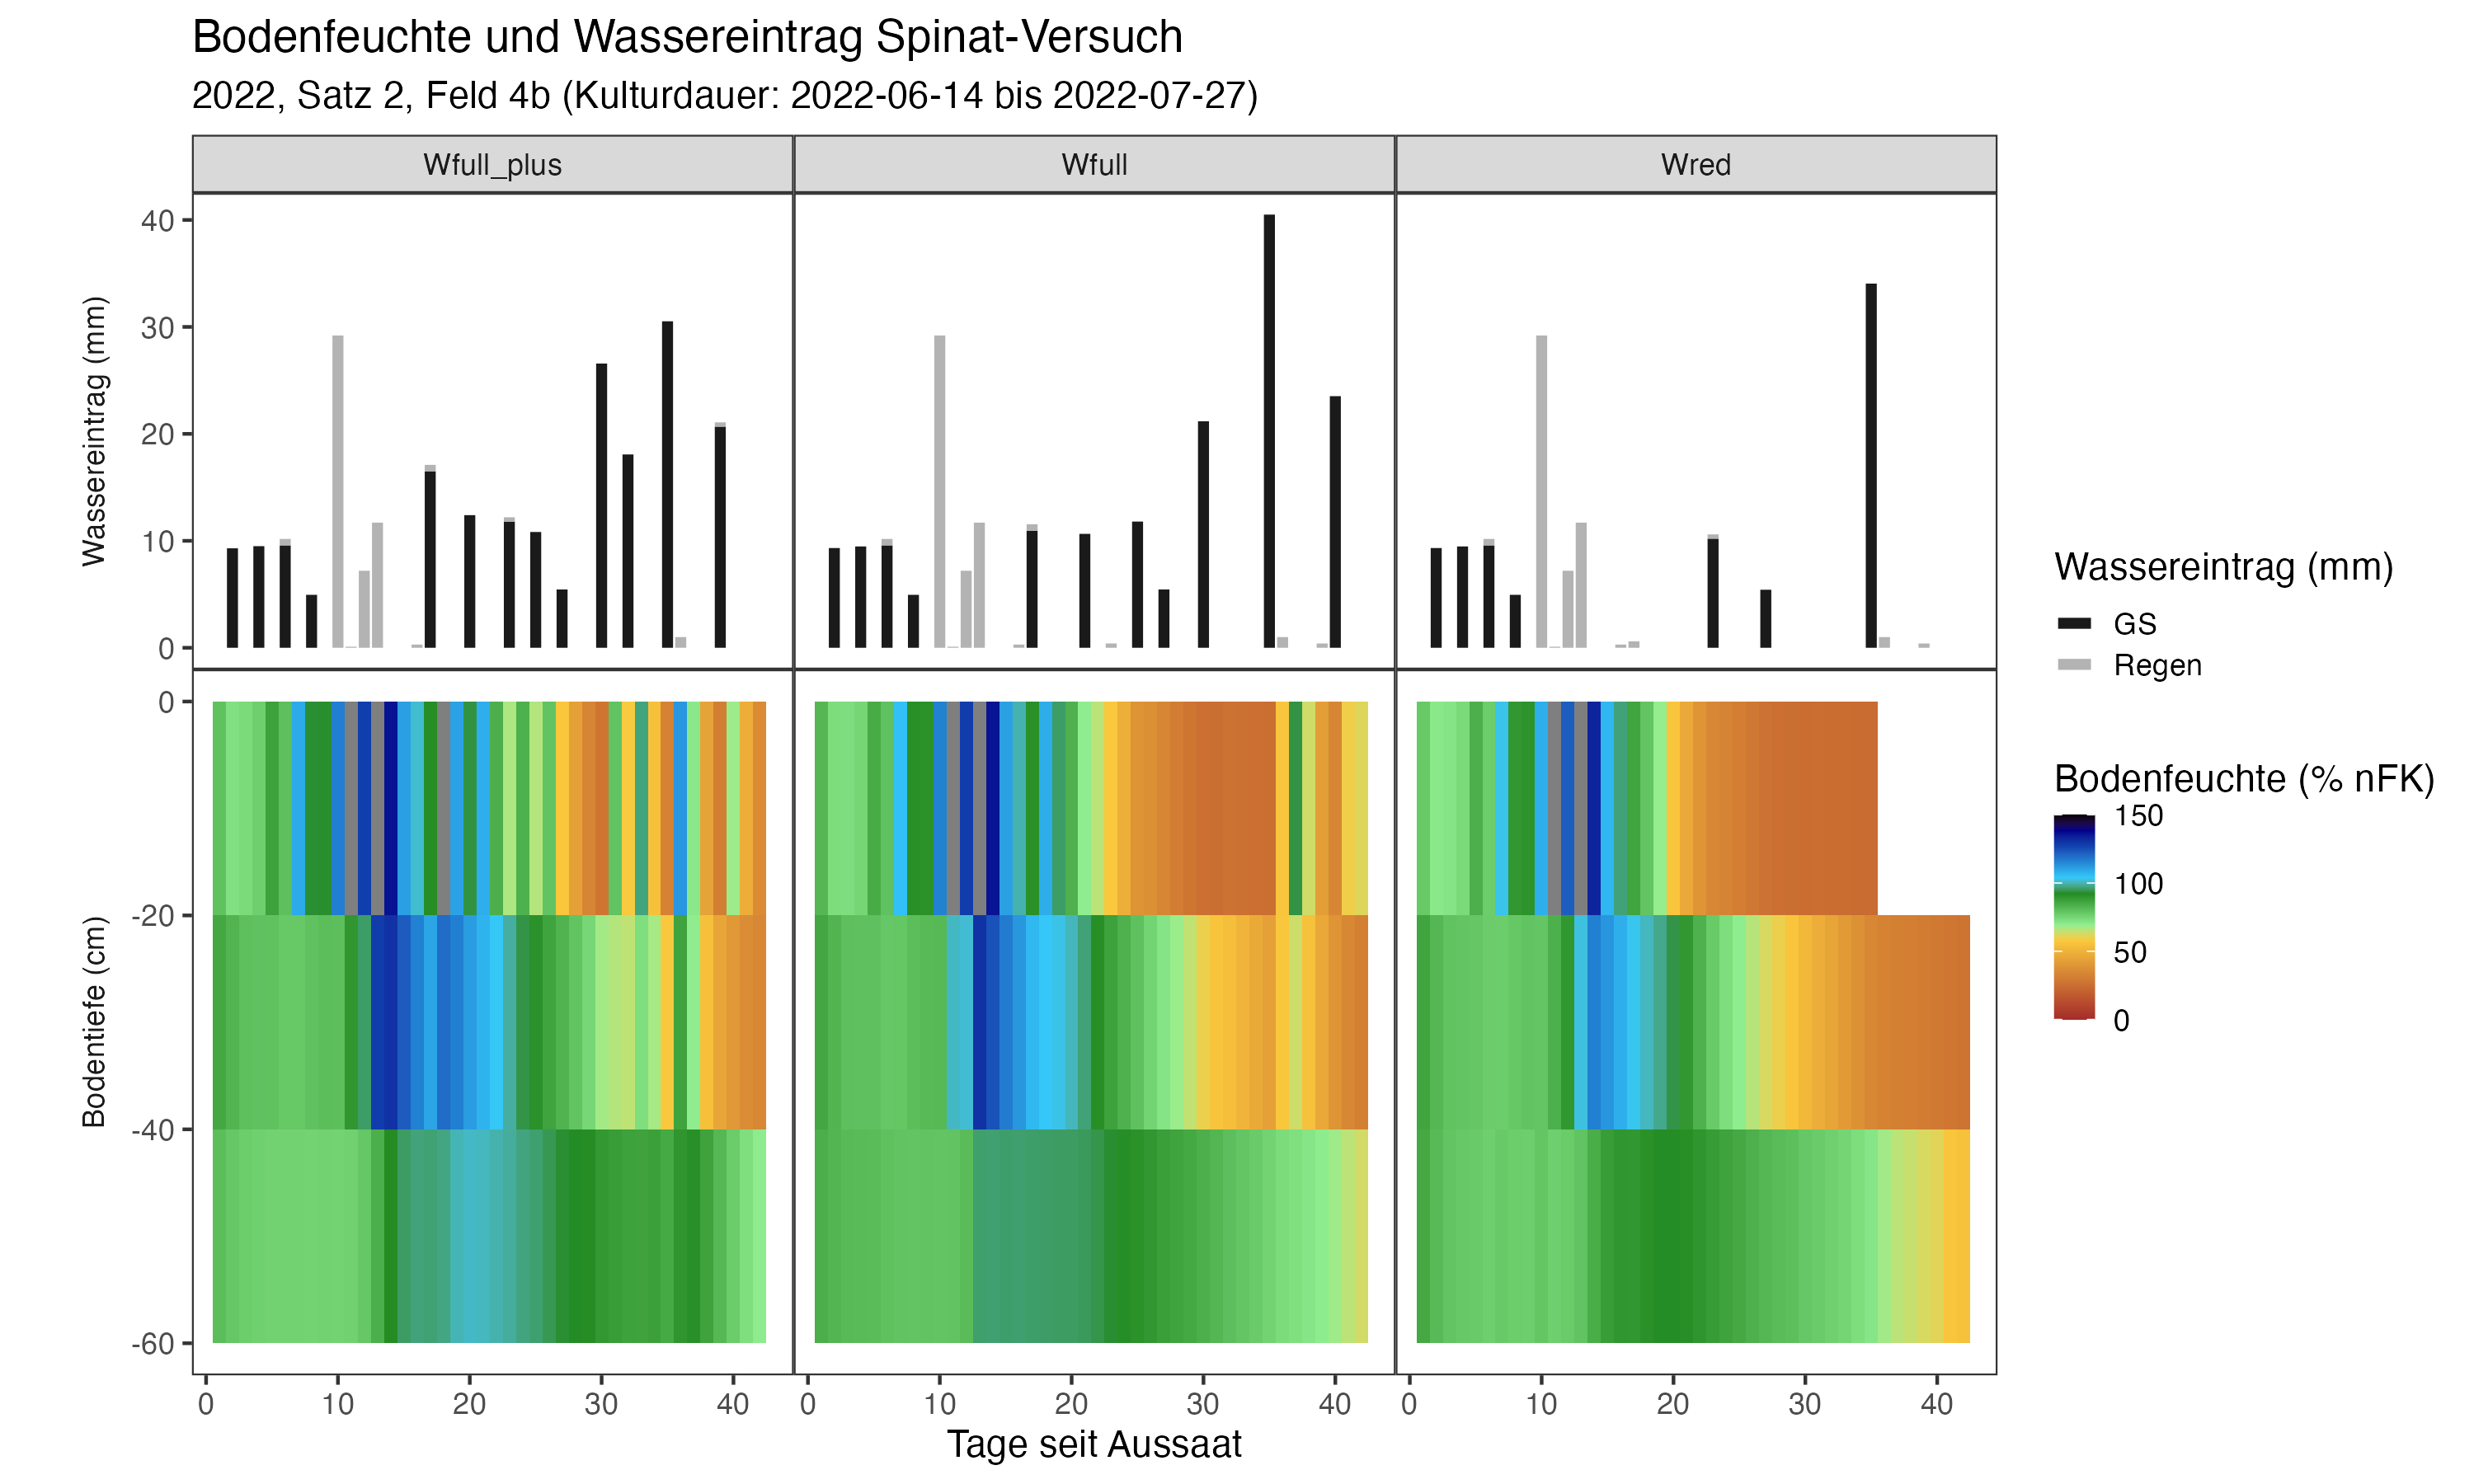 Bodenfeuchte und Wassereintrag Spinat-Versuch
2022, Satz 2, Feld 4b (Kulturdauer: 2022-06-14 bis 2022-07-27)
Wfull_plus
Wfull
Wred
Wassereintrag (mm)
40
30
20
10
0
Bodentiefe (cm)
0
-20
-40
-60
0
10
20
30
40
0
10
20
30
40
0
10
20
30
40
Tage seit Aussaat
Wassereintrag (mm)
GS
Regen
Bodenfeuchte (% nFK)
150
100
50
0